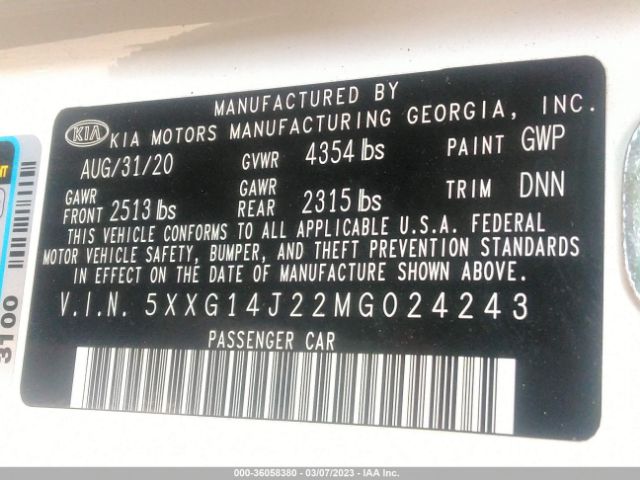 MANUFACTURED BY
KIA KIA MOTORS MANUFACTURING GEORGIA, INC.
AUG/31/20 GVWR 4354 lbs PAINT GWP
GAWR FRONT 2513 lbs GAWR REAR 2315 lbs TRIM DNN
THIS VEHICLE CONFORMS TO ALL APPLICABLE U.S.A. FEDERAL
MOTOR VEHICLE SAFETY, BUMPER, AND THEFT PREVENTION STANDARDS
IN EFFECT ON THE DATE OF MANUFACTURE SHOWN ABOVE.
V.I.N. 5XXG14J22MG024243
PASSENGER CAR
3100
000-36058380 - 03/07/2023 - IAA Inc.